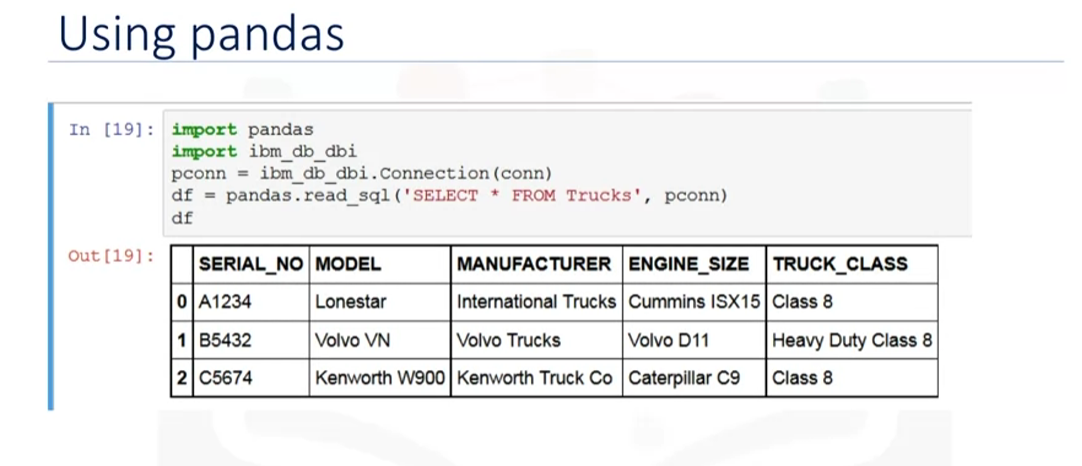 Using pandas
In [19]: import pandas
import ibm_db_dbi
pconn = ibm_db_dbi.Connection(conn)
df = pandas.read_sql('SELECT * FROM Trucks', pconn)
df
Out[19]:
SERIAL_NO MODEL MANUFACTURER ENGINE_SIZE TRUCK_CLASS
0 A1234 Lonestar International Trucks Cummins ISX15 Class 8
1 B5432 Volvo VN Volvo Trucks Volvo D11 Heavy Duty Class 8
2 C5674 Kenworth W900 Kenworth Truck Co Caterpillar C9 Class 8